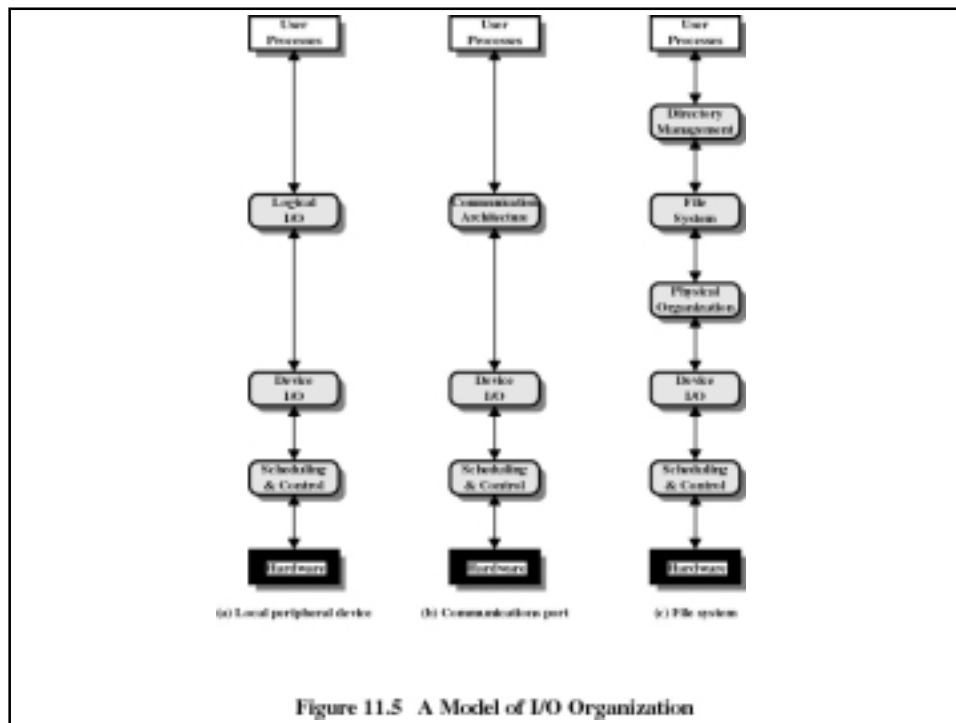 User
Processes
Logical
I/O
Device
I/O
Scheduling
& Control
Hardware
(a) Local peripheral device
User
Processes
Communication
Architecture
Device
I/O
Scheduling
& Control
Hardware
(b) Communications port
User
Processes
Directory
Management
File
System
Physical
Organization
Device
I/O
Scheduling
& Control
Hardware
(c) File system
Figure 11.5 A Model of I/O Organization